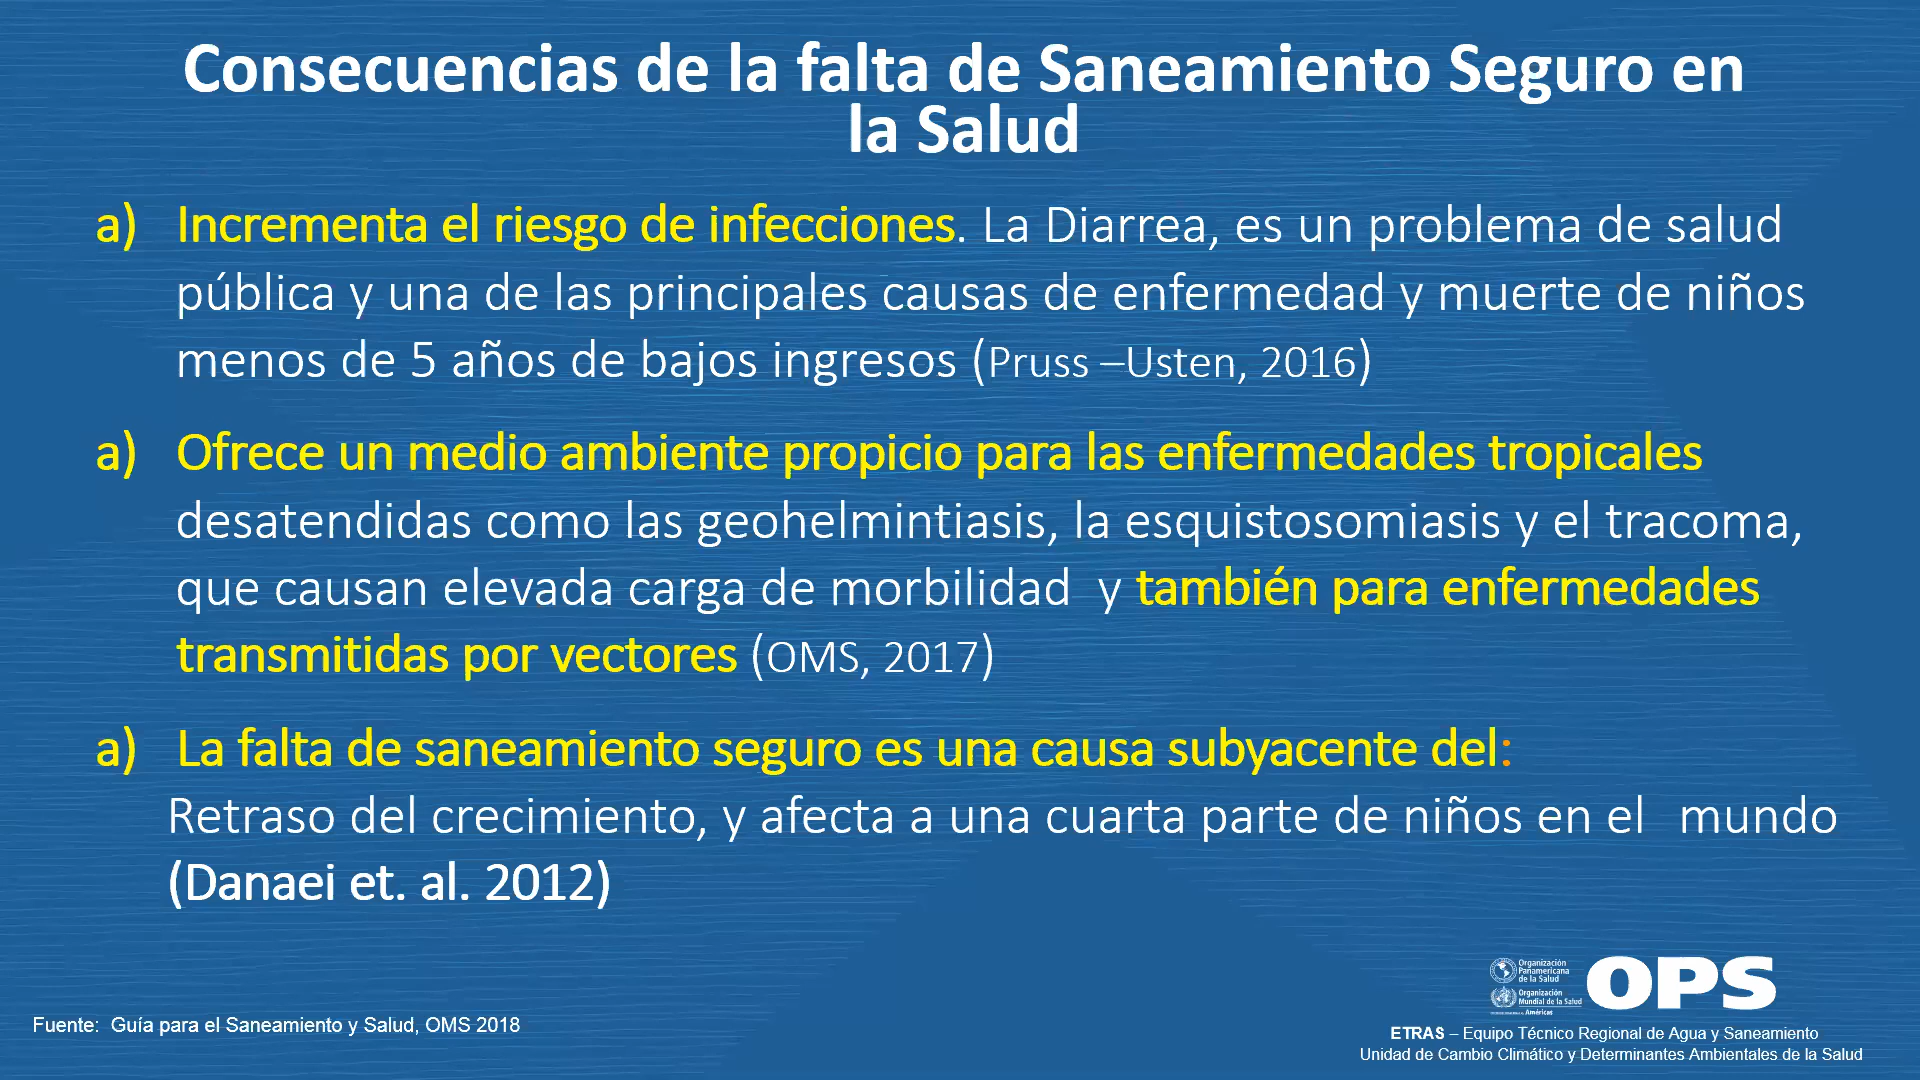 Consecuencias de la falta de Saneamiento Seguro en
la Salud
a) Incrementa el riesgo de infecciones. La Diarrea, es un problema de salud
pública y una de las principales causas de enfermedad y muerte de niños
menos de 5 años de bajos ingresos (Pruss –Usten, 2016)
a) Ofrece un medio ambiente propicio para las enfermedades tropicales
desatendidas como las geohelmintiasis, la esquistosomiasis y el tracoma,
que causan elevada carga de morbilidad y también para enfermedades
transmitidas por vectores (OMS, 2017)
a) La falta de saneamiento seguro es una causa subyacente del:
Retraso del crecimiento, y afecta a una cuarta parte de niños en el mundo
(Danaei et. al. 2012)
Organización
Panamericana
de la Salud
Organización
Mundial de la Salud
Américas
OPS
Fuente: Guía para el Saneamiento y Salud, OMS 2018
ETRAS – Equipo Técnico Regional de Agua y Saneamiento
Unidad de Cambio Climático y Determinantes Ambientales de la Salud